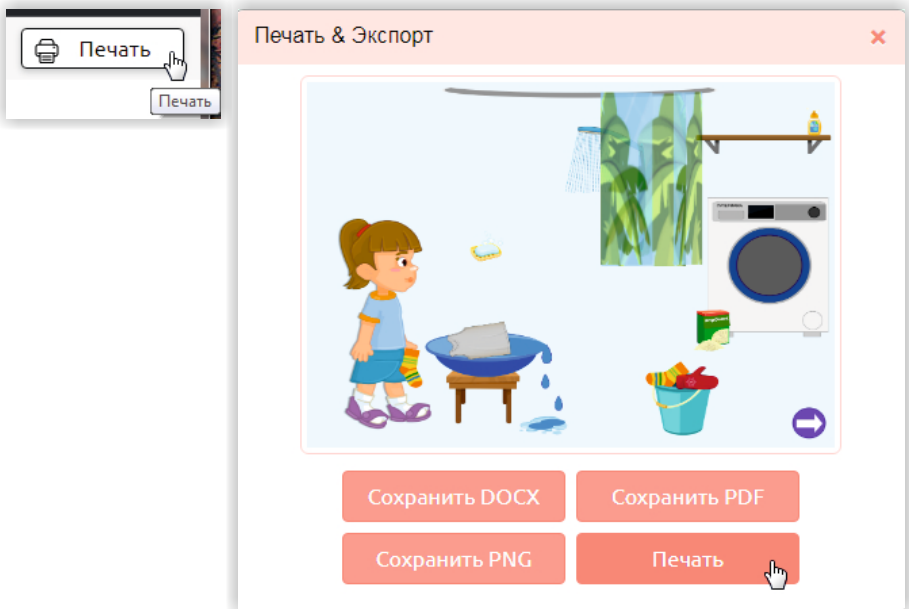 Печать
Печать
Печать & Экспорт
Сохранить DOCX
Сохранить PDF
Сохранить PNG
Печать